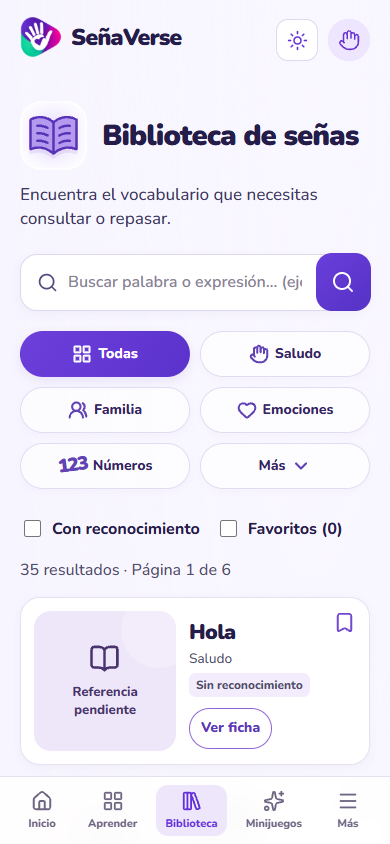 SeñaVerse
Biblioteca de señas
Encuentra el vocabulario que necesitas
consultar o repasar.
Buscar palabra o expresión... (eje
Todas
Saludo
Familia
Emociones
123 Números
Más
Con reconocimiento
Favoritos (0)
35 resultados · Página 1 de 6
Referencia
pendiente
Hola
Saludo
Sin reconocimiento
Ver ficha
Inicio
Aprender
Biblioteca
Minijuegos
Más